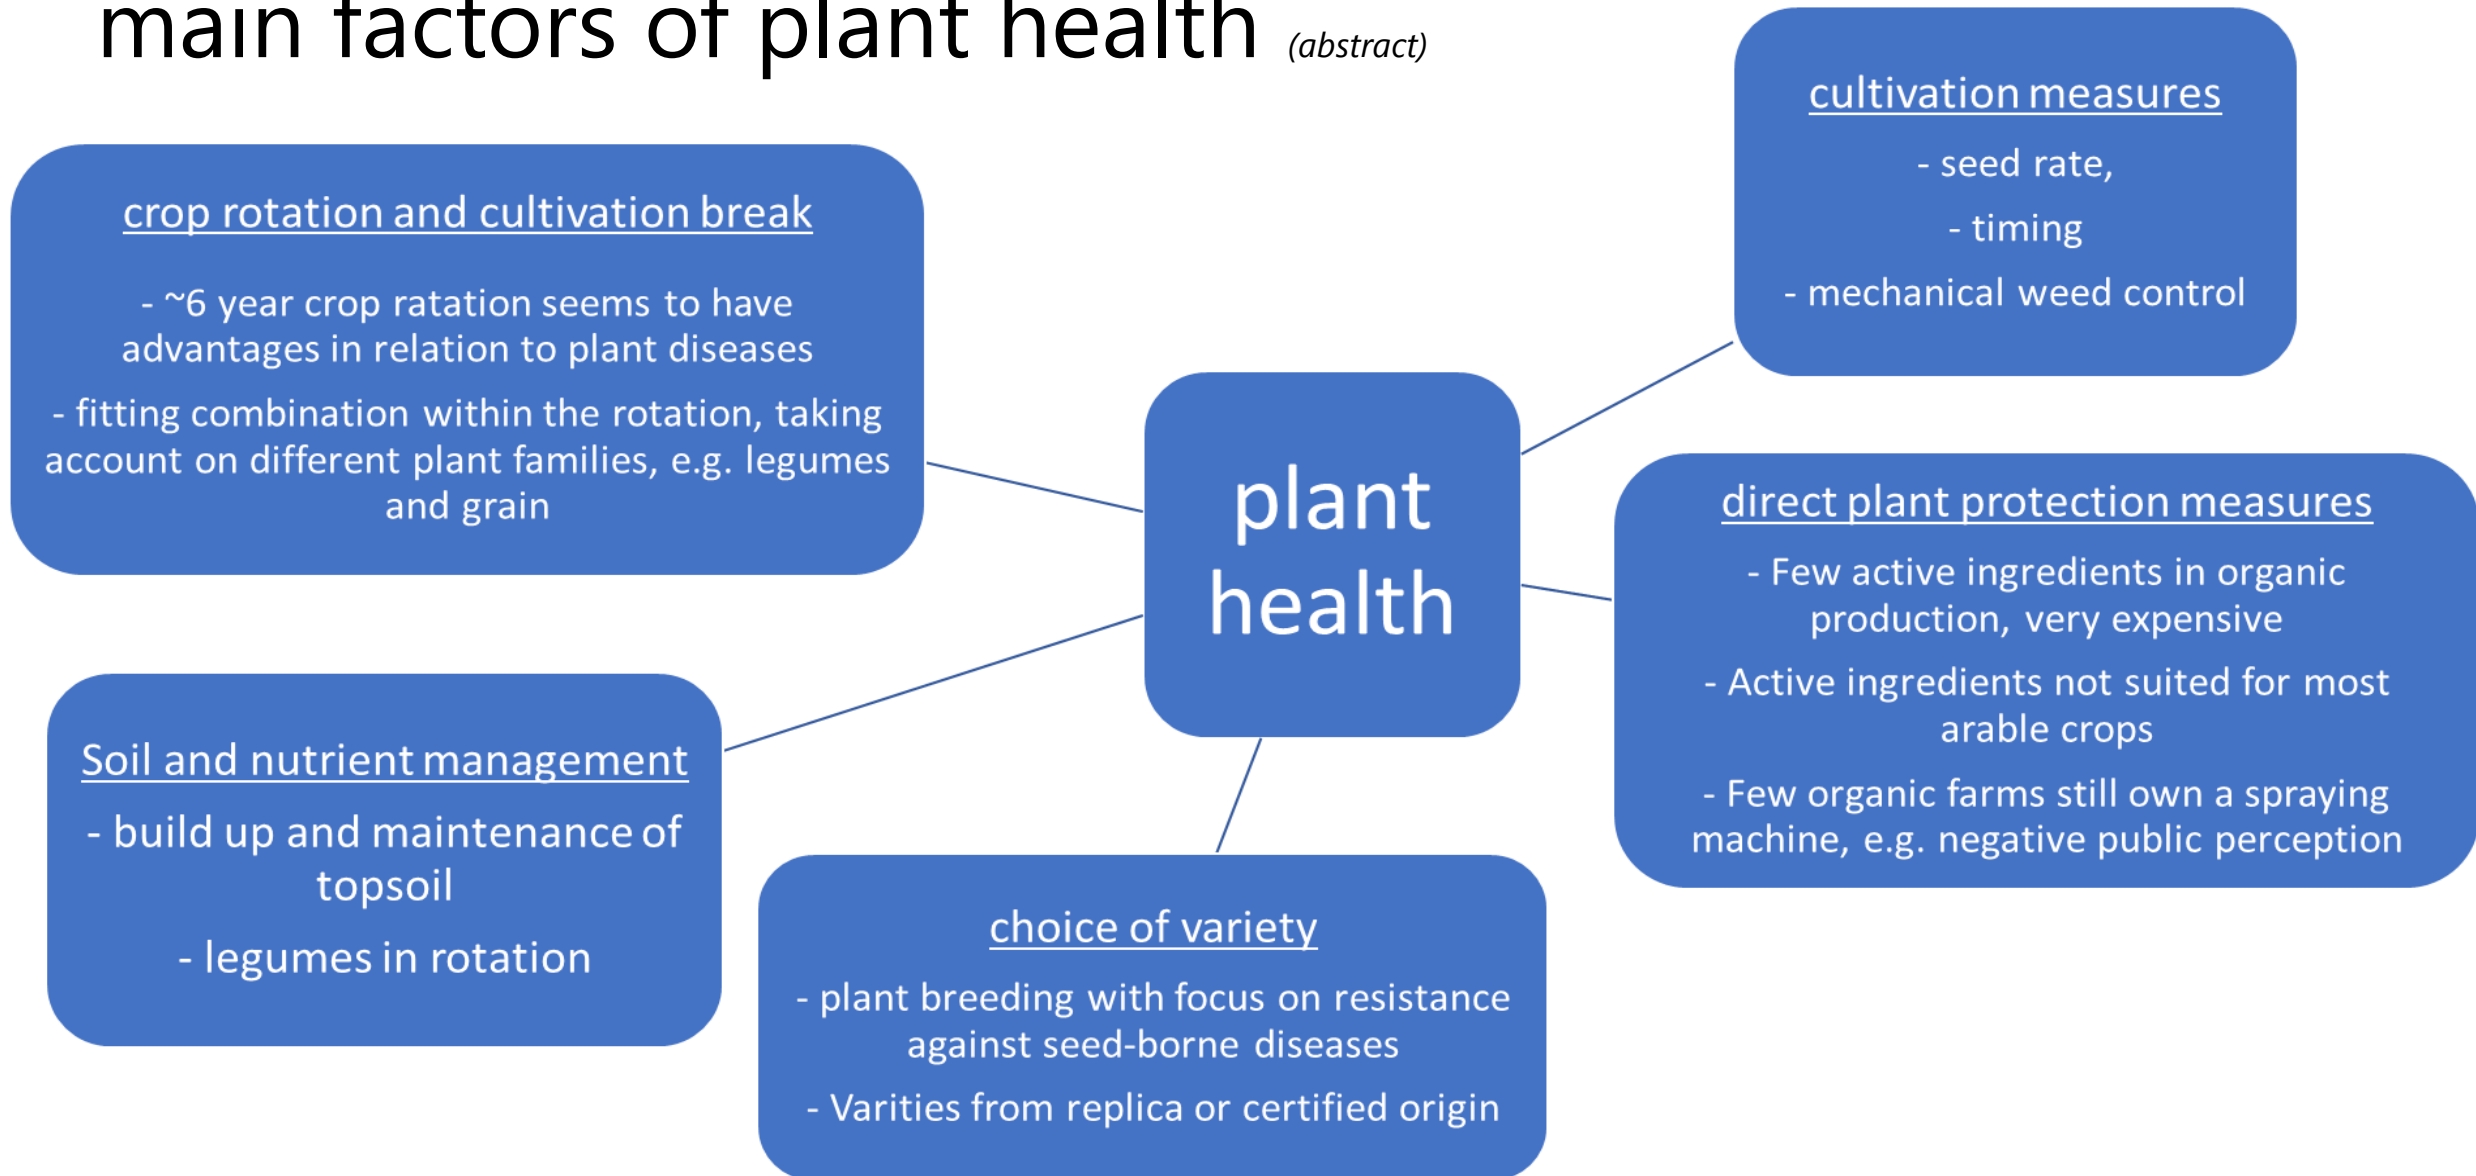 main factors of plant health (abstract)
crop rotation and cultivation break
- ~6 year crop ratation seems to have
advantages in relation to plant diseases
- fitting combination within the rotation, taking
account on different plant families, e.g. legumes
and grain
cultivation measures
- seed rate,
- timing
- mechanical weed control
plant
health
direct plant protection measures
- Few active ingredients in organic
production, very expensive
- Active ingredients not suited for most
arable crops
- Few organic farms still own a spraying
machine, e.g. negative public perception
Soil and nutrient management
- build up and maintenance of
topsoil
- legumes in rotation
choice of variety
- plant breeding with focus on resistance
against seed-borne diseases
- Varities from replica or certified origin